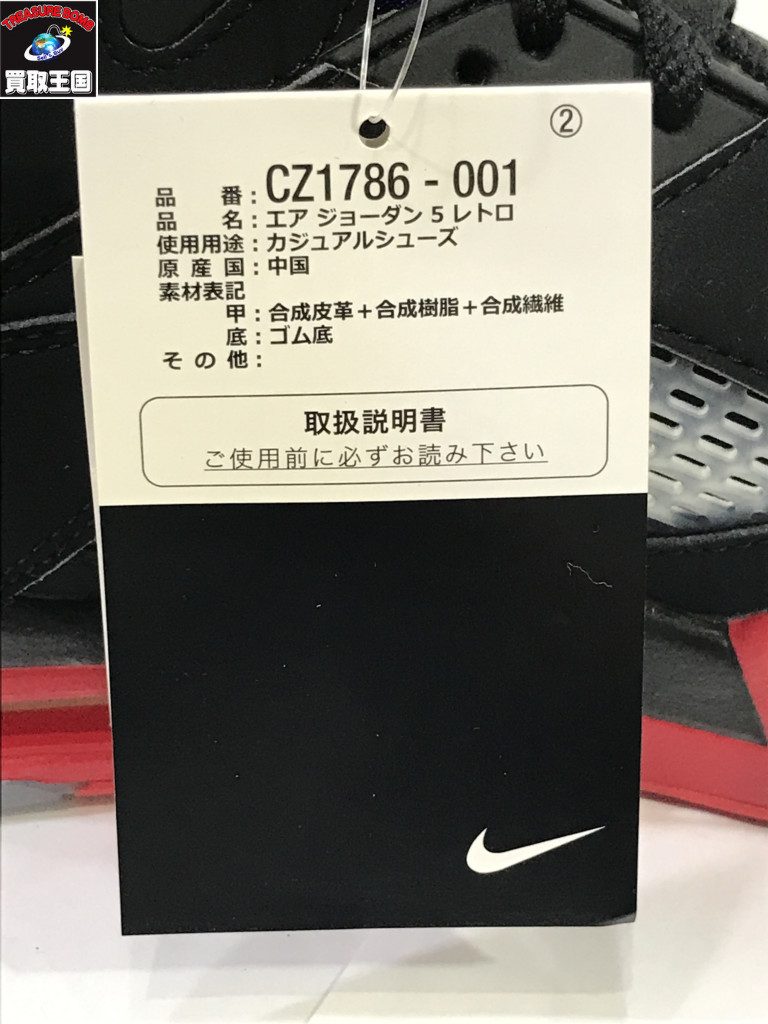 TREASURE BOMB
買取王国
②
品番：CZ1786 - 001
品名：エア ジョーダン 5 レトロ
使用用途：カジュアルシューズ
原産国：中国
素材表記
甲：合成皮革＋合成樹脂＋合成繊維
底：ゴム底
その他：
取扱説明書
ご使用前に必ずお読み下さい